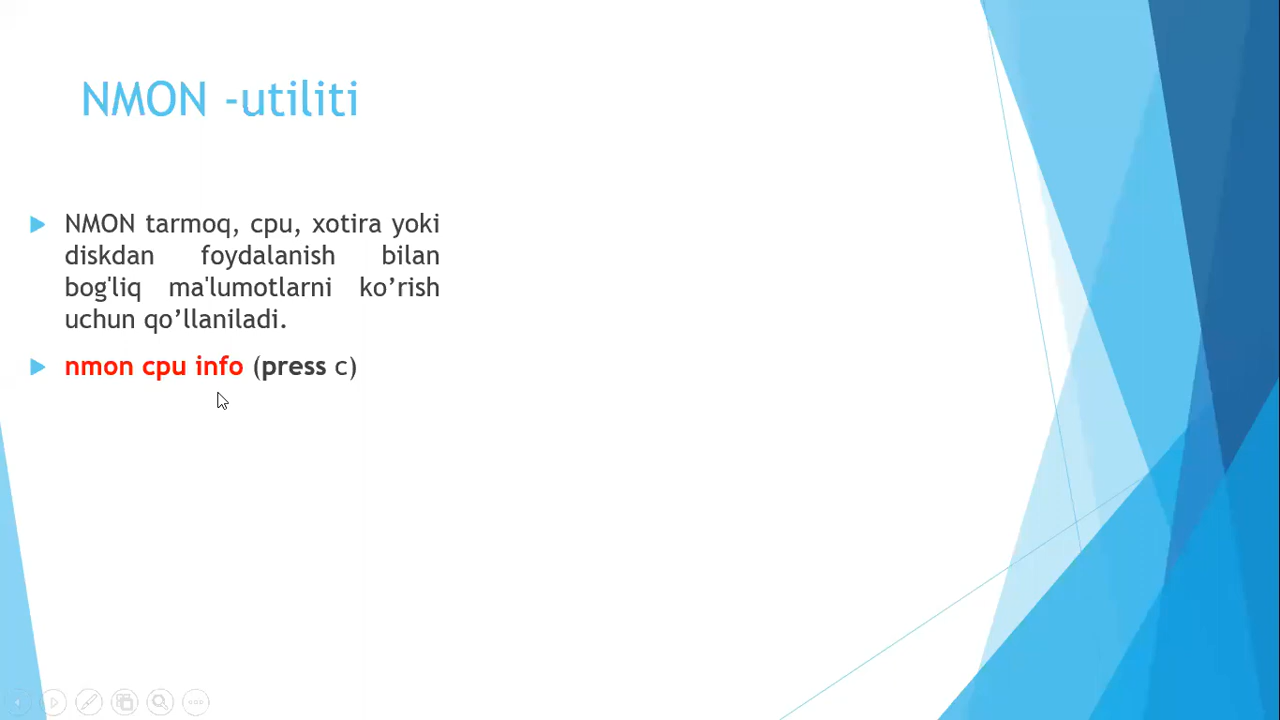 NMON -utiliti
NMON tarmoq, cpu, xotira yoki
diskdan foydalanish bilan
bog'liq ma'lumotlarni ko’rish
uchun qo’llaniladi.
nmon cpu info (press c)